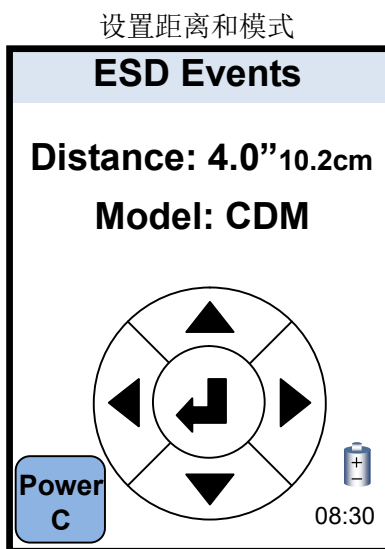 设置距离和模式
ESD Events
Distance: 4.0”10.2cm
Model: CDM
+
−
Power
C
08:30